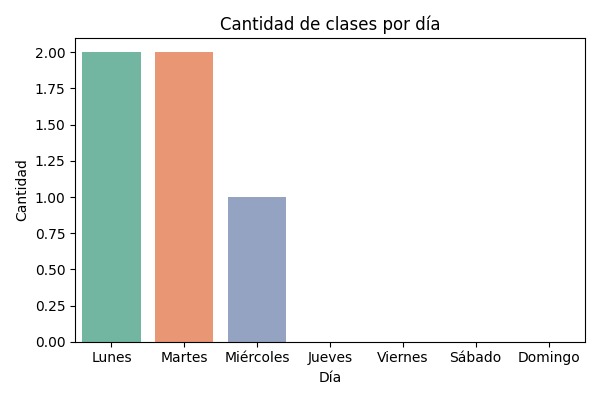 Cantidad de clases por día
Cantidad
2.00
1.75
1.50
1.25
1.00
0.75
0.50
0.25
0.00
Lunes Martes Miércoles Jueves Viernes Sábado Domingo
Día